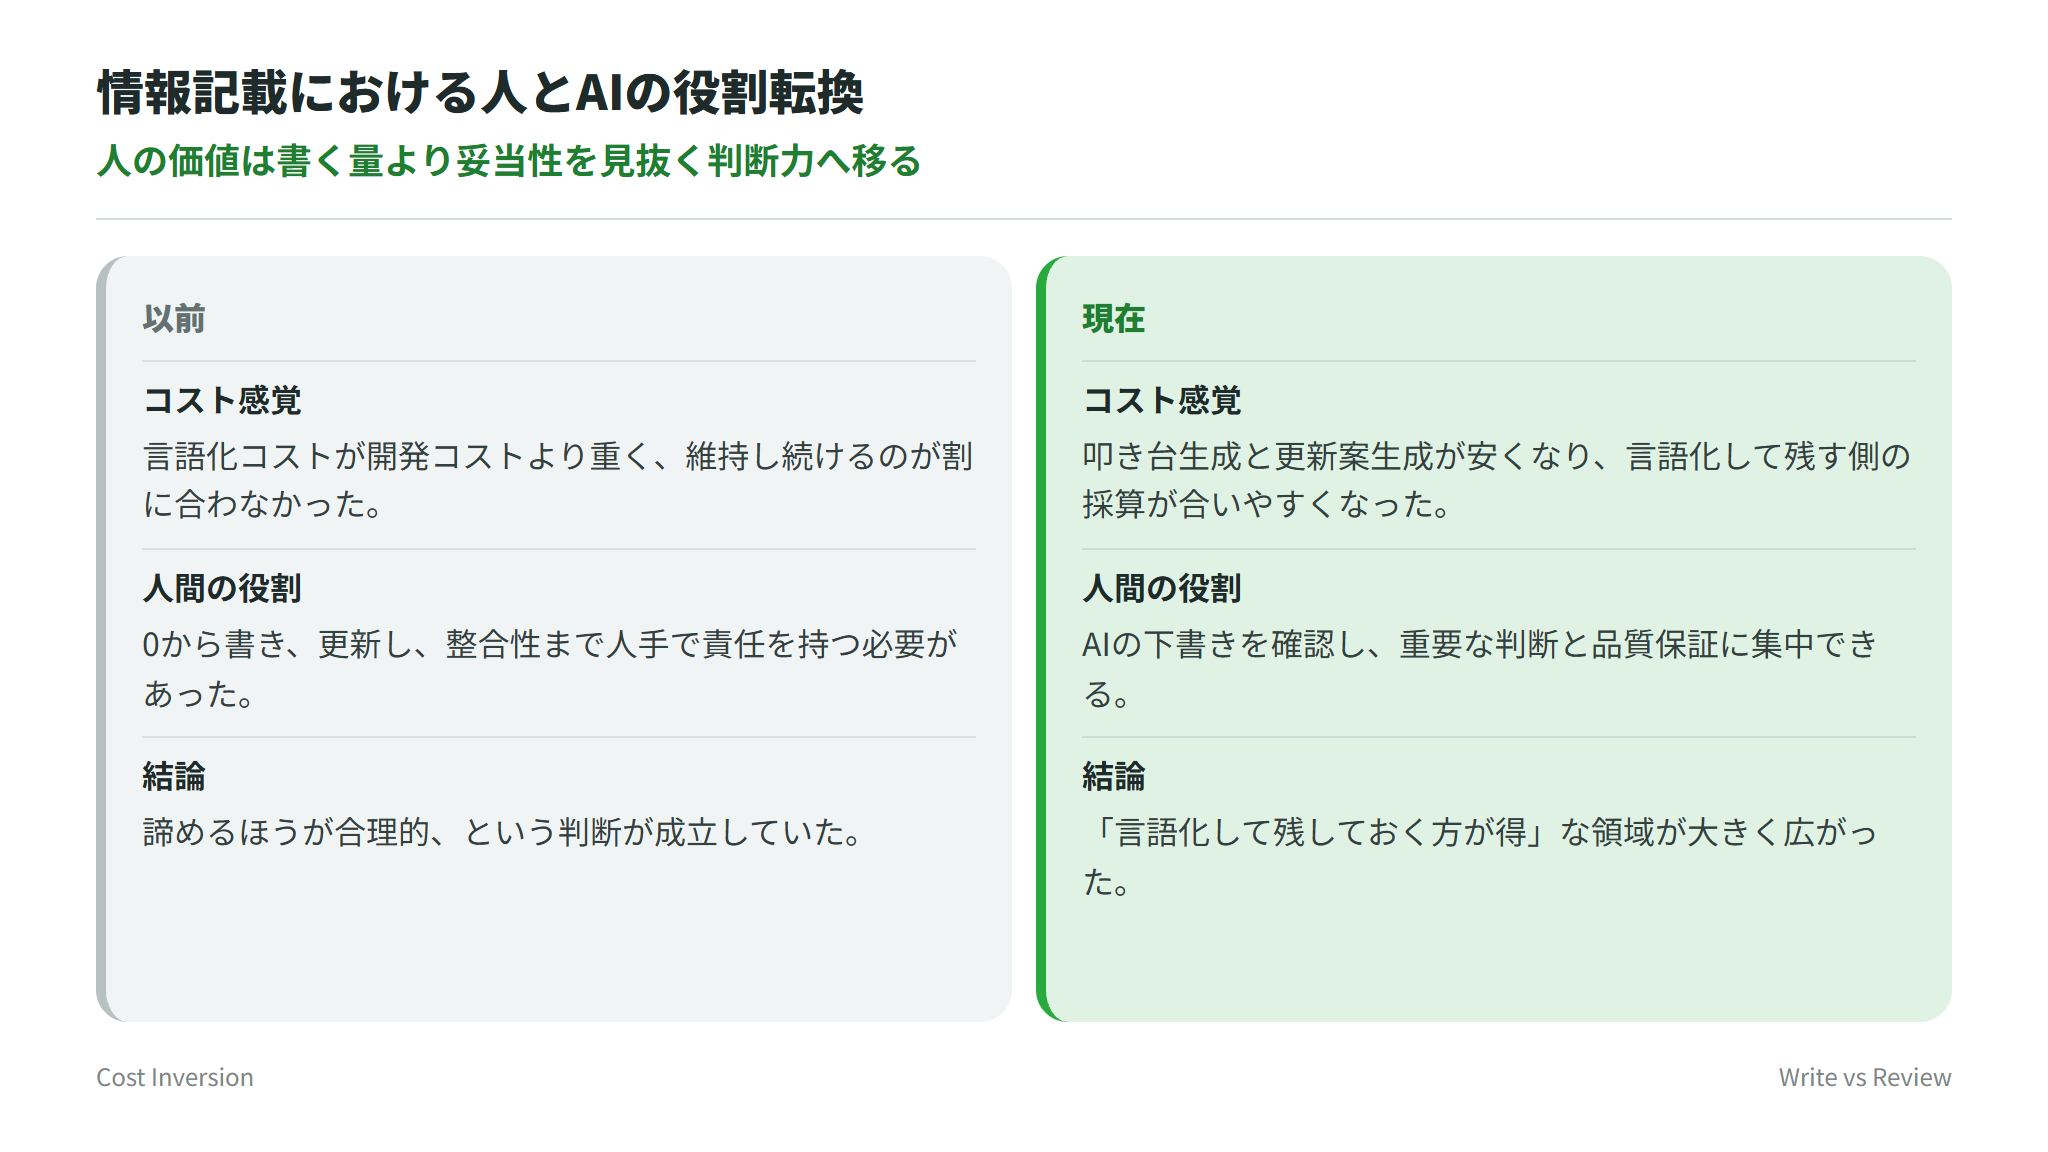 情報記載における人とAIの役割転換
人の価値は書く量より妥当性を見抜く判断力へ移る
以前
コスト感覚
言語化コストが開発コストより重く、維持し続けるのが割
に合わなかった。
人間の役割
0から書き、更新し、整合性まで人手で責任を持つ必要が
あった。
結論
諦めるほうが合理的、という判断が成立していた。
現在
コスト感覚
叩き台生成と更新案生成が安くなり、言語化して残す側の
採算が合いやすくなった。
人間の役割
AIの下書きを確認し、重要な判断と品質保証に集中でき
る。
結論
「言語化して残しておく方が得」な領域が大きく広がっ
た。
Cost Inversion
Write vs Review